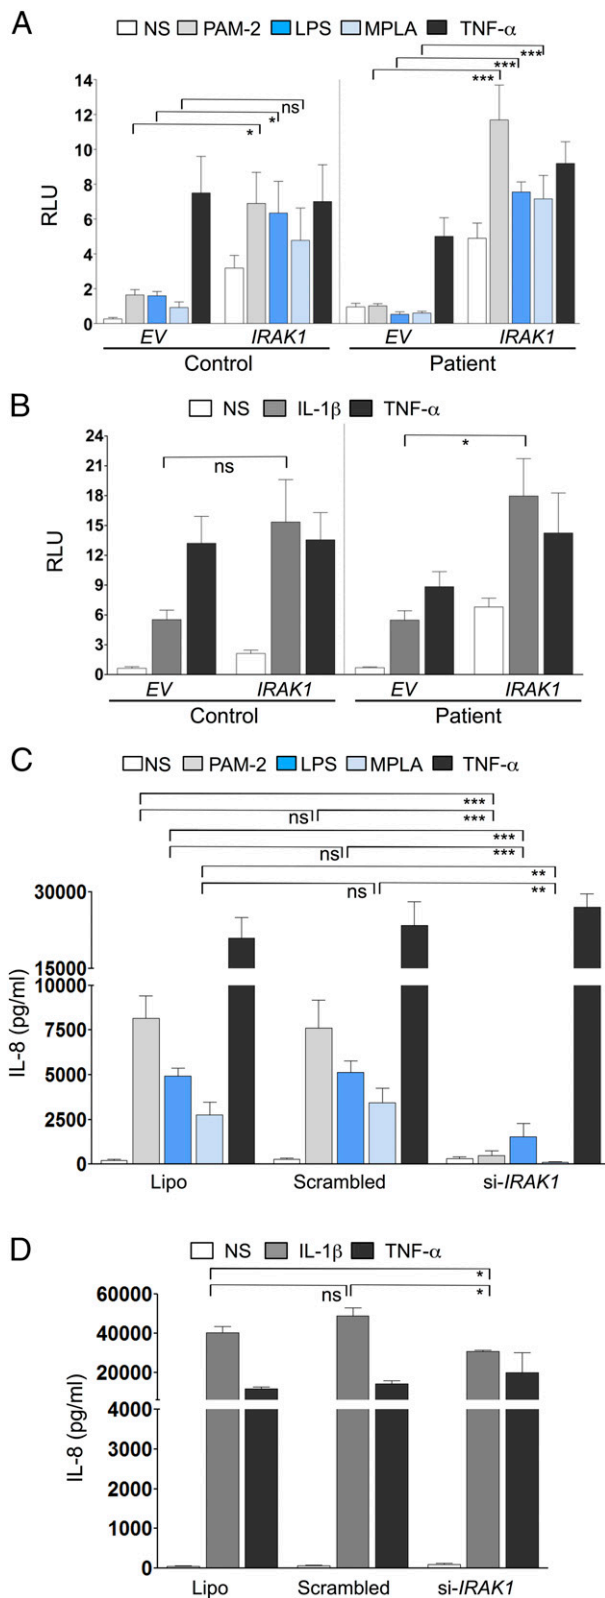 A
NS PAM-2 LPS MPLA TNF-α
***
***
***
ns
*
*
14
12
10
8
6
4
2
0
RLU
EV IRAK1 EV IRAK1
Control Patient
B
NS IL-1β TNF-α
ns *
24
21
18
15
12
9
6
3
0
RLU
EV IRAK1 EV IRAK1
Control Patient
C
NS PAM-2 LPS MPLA TNF-α
***
ns ***
***
ns ***
**
ns **
30000
15000
10000
7500
5000
2500
0
IL-8 (pg/ml)
Lipo Scrambled si-IRAK1
D
NS IL-1β TNF-α
*
ns *
60000
40000
20000
4000
3000
2000
1000
0
IL-8 (pg/ml)
Lipo Scrambled si-IRAK1